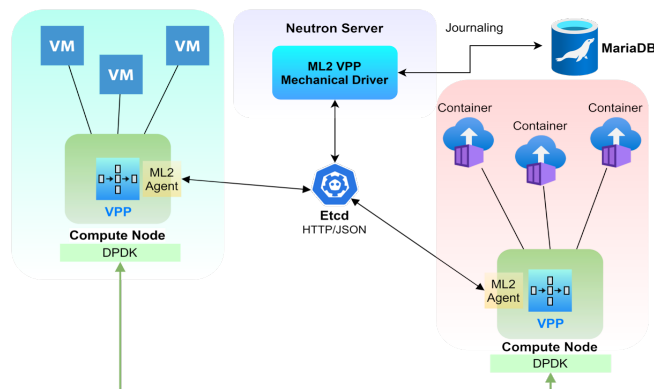 Neutron Server
ML2 VPP
Mechanical Driver
Journaling
MariaDB
VM
VM
VM
ML2
Agent
VPP
Compute Node
DPDK
Etcd
HTTP/JSON
Container
Container
Container
ML2
Agent
VPP
Compute Node
DPDK